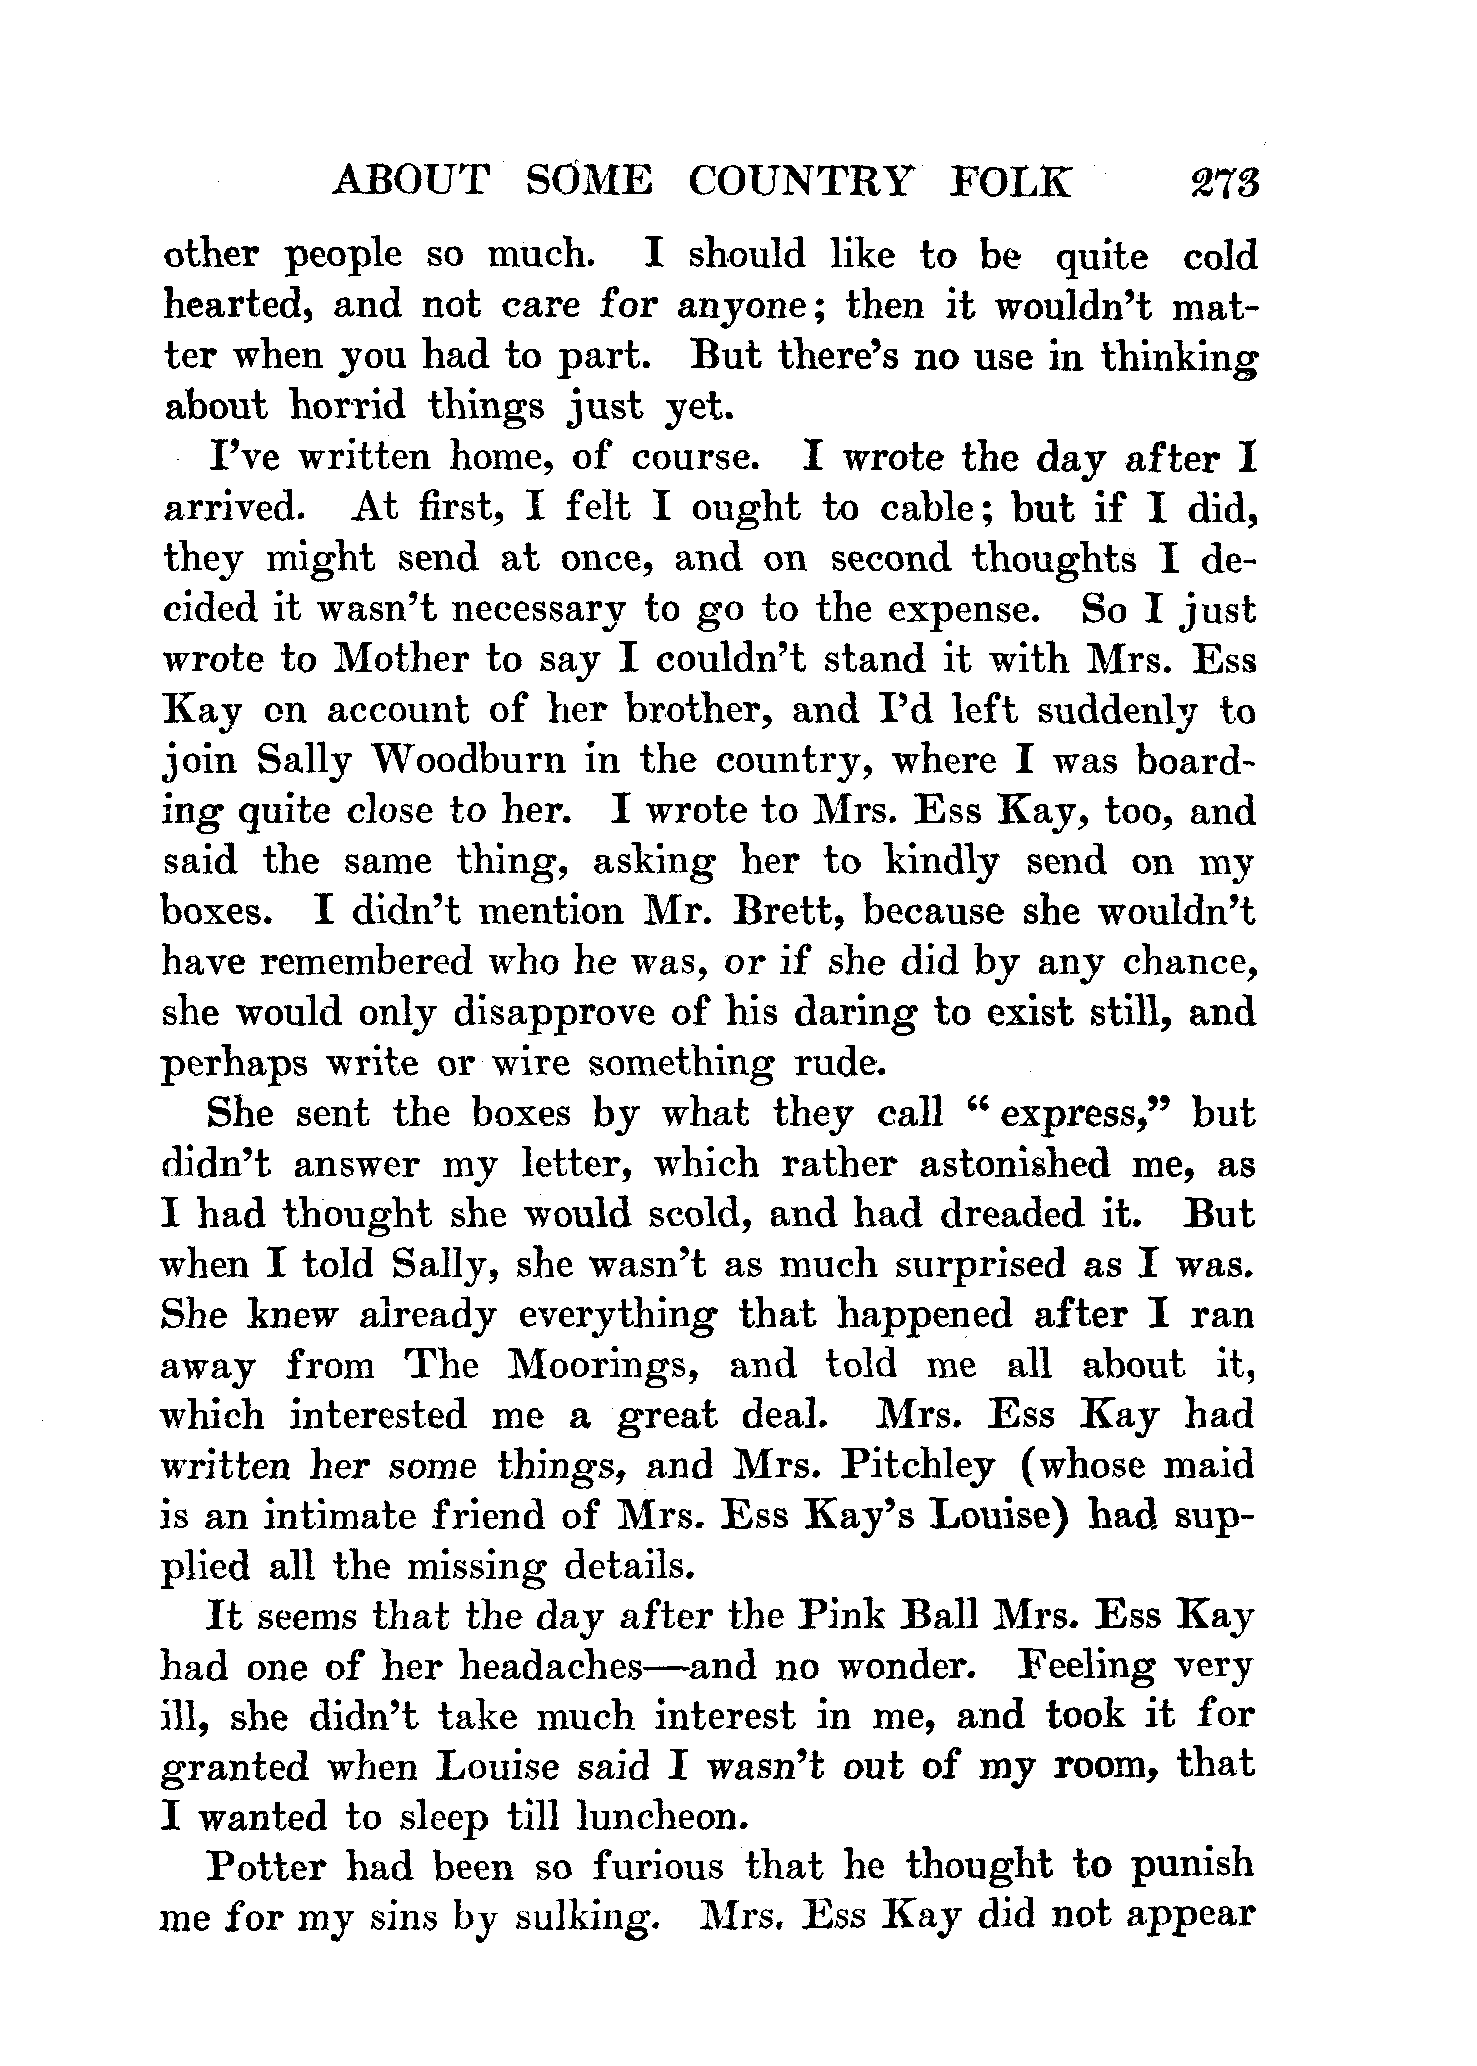 ABOUT SOME COUNTRY FOLK 273
other people so much. I should like to be quite cold
hearted, and not care for anyone; then it wouldn't mat-
ter when you had to part. But there's no use in thinking
about horrid things just yet.
I've written home, of course. I wrote the day after I
arrived. At first, I felt I ought to cable; but if I did,
they might send at once, and on second thoughts I de-
cided it wasn't necessary to go to the expense. So I just
wrote to Mother to say I couldn't stand it with Mrs. Ess
Kay on account of her brother, and I'd left suddenly to
join Sally Woodburn in the country, where I was board-
ing quite close to her. I wrote to Mrs. Ess Kay, too, and
said the same thing, asking her to kindly send on my
boxes. I didn't mention Mr. Brett, because she wouldn't
have remembered who he was, or if she did by any chance,
she would only disapprove of his daring to exist still, and
perhaps write or wire something rude.
She sent the boxes by what they call " express," but
didn't answer my letter, which rather astonished me, as
I had thought she would scold, and had dreaded it. But
when I told Sally, she wasn't as much surprised as I was.
She knew already everything that happened after I ran
away from The Moorings, and told me all about it,
which interested me a great deal. Mrs. Ess Kay had
written her some things, and Mrs. Pitchley (whose maid
is an intimate friend of Mrs. Ess Kay's Louise) had sup-
plied all the missing details.
It seems that the day after the Pink Ball Mrs. Ess Kay
had one of her headaches—and no wonder. Feeling very
ill, she didn't take much interest in me, and took it for
granted when Louise said I wasn't out of my room, that
I wanted to sleep till luncheon.
Potter had been so furious that he thought to punish
me for my sins by sulking. Mrs. Ess Kay did not appear